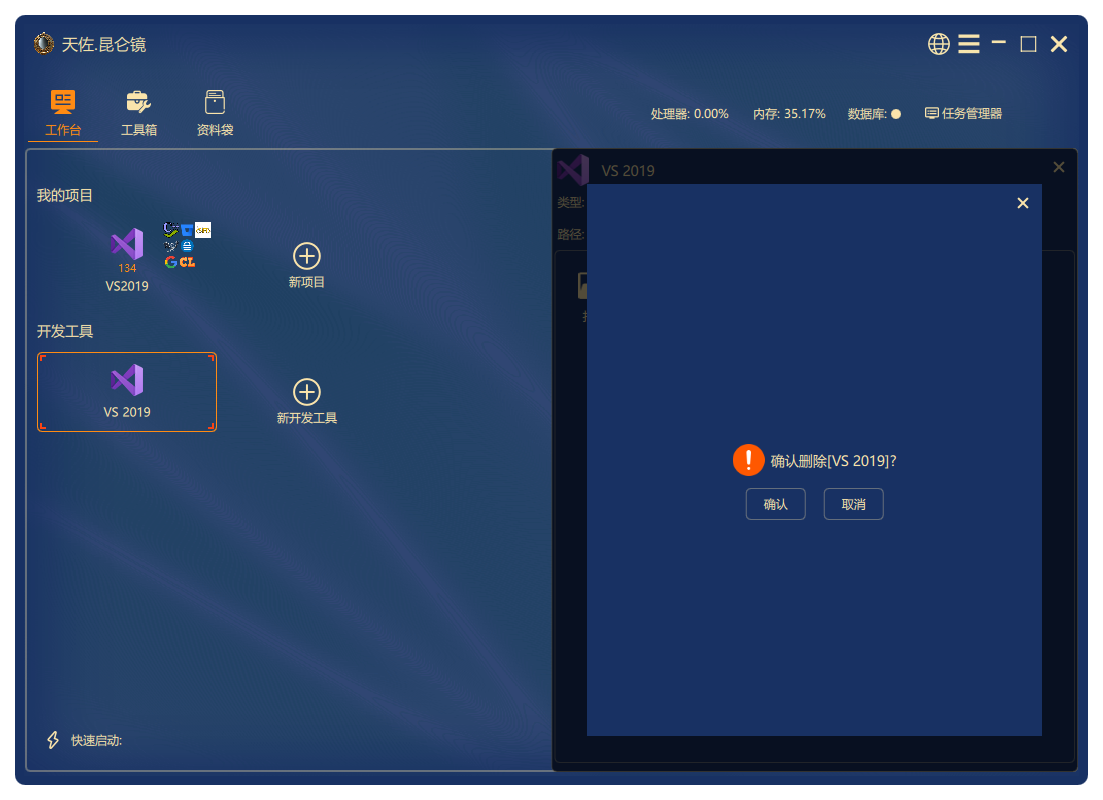 天佐.昆仑镜
工作台
工具箱
资料袋
处理器: 0.00%
内存: 35.17%
数据库:
任务管理器
我的项目
134
VS2019
新项目
开发工具
VS 2019
新开发工具
快速启动:
VS 2019
类型:
路径:
确认删除[VS 2019]?
确认
取消